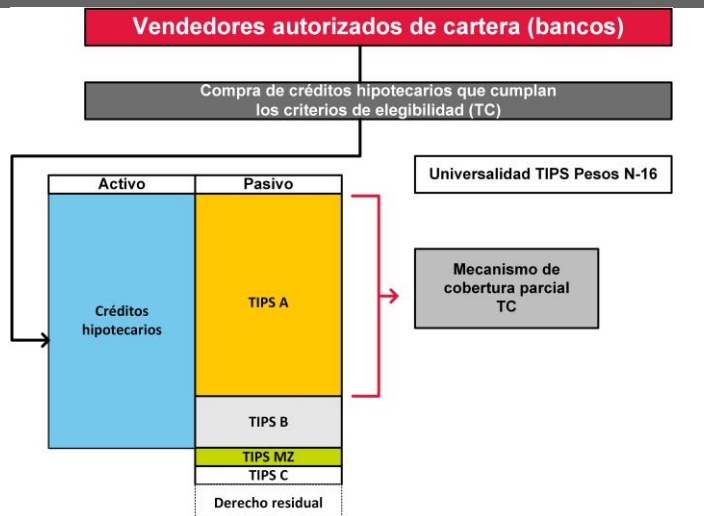 Vendedores autorizados de cartera (bancos)
Compra de créditos hipotecarios que cumplan
los criterios de elegibilidad (TC)
Universalidad TIPS Pesos N-16
Activo
Pasivo
Créditos
hipotecarios
TIPS A
Mecanismo de
cobertura parcial
TC
TIPS B
TIPS MZ
TIPS C
Derecho residual